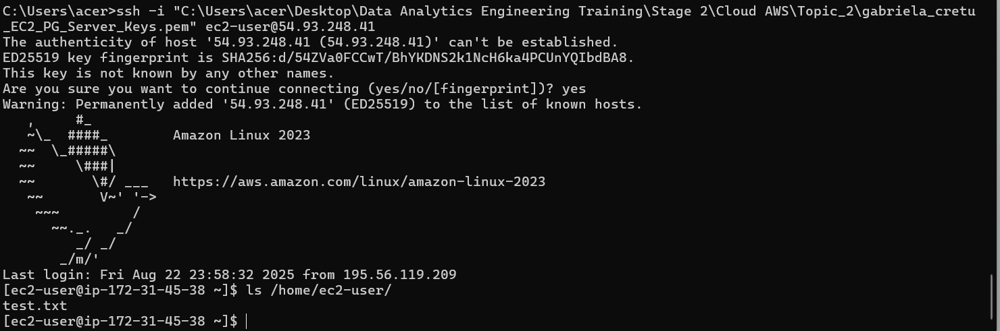 C:\Users\acer>ssh -i "C:\Users\acer\Desktop\Data Analytics Engineering Training\Stage 2\Cloud AWS\Topic_2\gabriela_cretu
_EC2_PG_Server_Keys.pem" ec2-user@54.93.248.41
The authenticity of host '54.93.248.41 (54.93.248.41)' can't be established.
ED25519 key fingerprint is SHA256:d/54ZVa0FCCwT/BhYKDNS2k1NcH6ka4PCUnYQIbdBA8.
This key is not known by any other names.
Are you sure you want to continue connecting (yes/no/[fingerprint])? yes
Warning: Permanently added '54.93.248.41' (ED25519) to the list of known hosts.
   ,     #_
   ~\_  ####_        Amazon Linux 2023
  ~~  \_#####\
  ~~     \###|
  ~~       \#/ ___   https://aws.amazon.com/linux/amazon-linux-2023
   ~~       V~' '->
    ~~~         /
      ~~._.   _/
         _/ _/
       _/m/'
Last login: Fri Aug 22 23:58:32 2025 from 195.56.119.209
[ec2-user@ip-172-31-45-38 ~]$ ls /home/ec2-user/
test.txt
[ec2-user@ip-172-31-45-38 ~]$